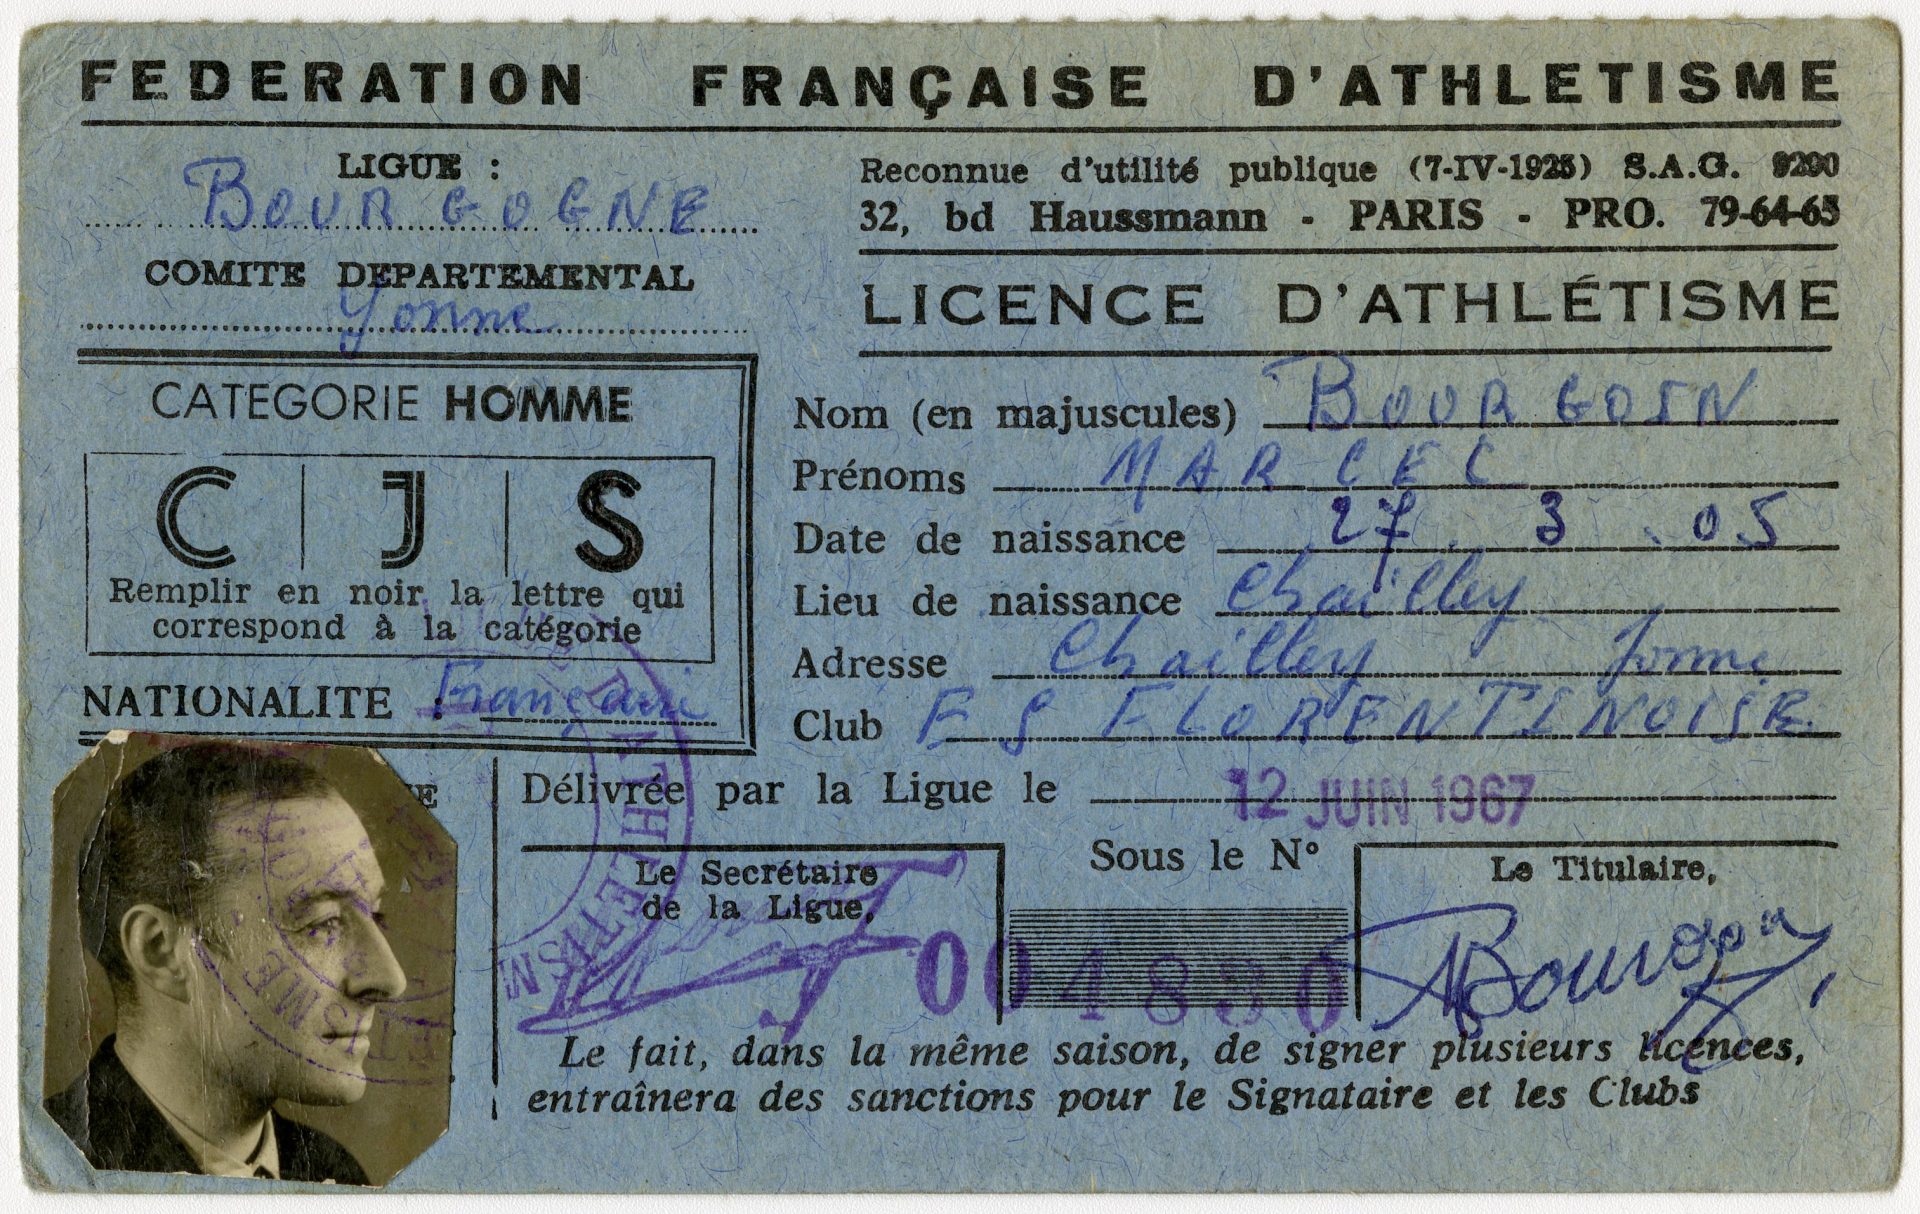 FEDERATION FRANÇAISE D'ATHLETISME
LIGUE :
BOURGOGNE
COMITE DEPARTEMENTAL
Yonne
Reconnue d'utilité publique (7-IV-1925) S.A.G. 9290
32, bd Haussmann - PARIS - PRO. 79-64-65
LICENCE D'ATHLÉTISME
CATEGORIE HOMME
C J S
Remplir en noir la lettre qui
correspond à la catégorie
NATIONALITE : Française
Nom (en majuscules) BOURGOIN
Prénoms MARCEL
Date de naissance 27. 3. 05
Lieu de naissance Chailley
Adresse Chailley Yonne
Club E S FLORENTINOISE
Délivrée par la Ligue le 12 JUIN 1967
Le Secrétaire
de la Ligue,
Sous le N°
004830
Le Titulaire,
MBourgoin
Le fait, dans la même saison, de signer plusieurs licences,
entraînera des sanctions pour le Signataire et les Clubs